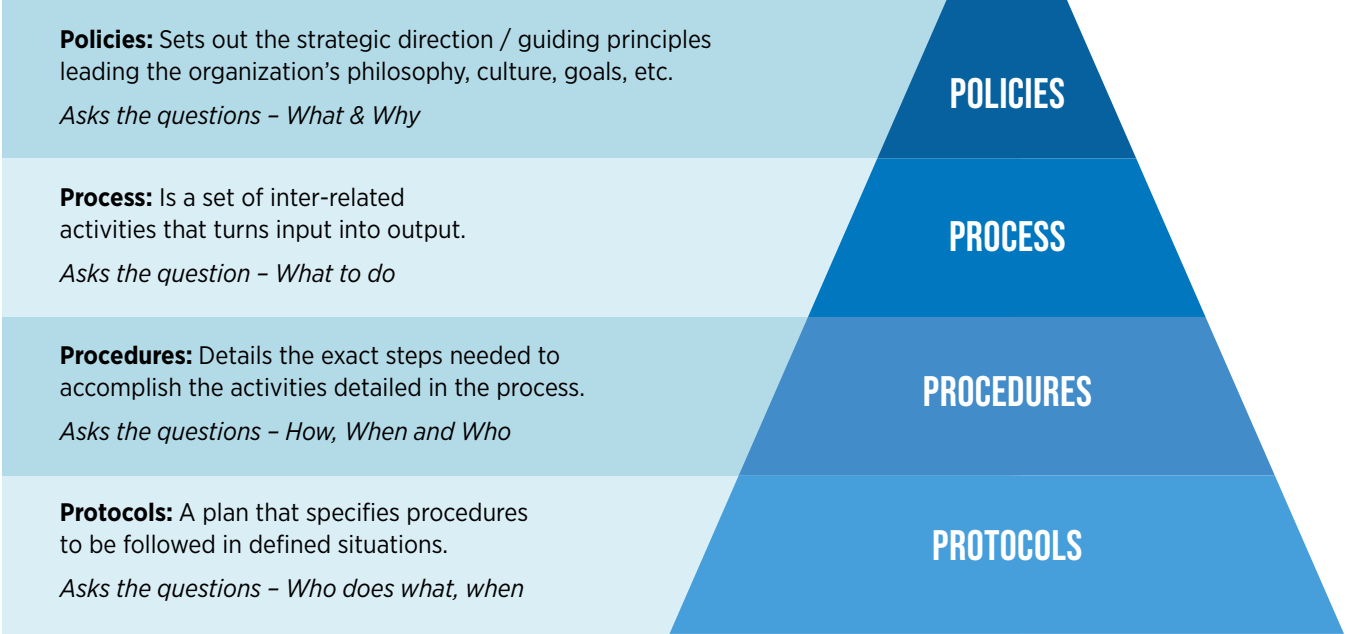 Policies: Sets out the strategic direction / guiding principles
leading the organization’s philosophy, culture, goals, etc.
Asks the questions – What & Why
POLICIES
Process: Is a set of inter-related
activities that turns input into output.
Asks the question – What to do
PROCESS
Procedures: Details the exact steps needed to
accomplish the activities detailed in the process.
Asks the questions – How, When and Who
PROCEDURES
Protocols: A plan that specifies procedures
to be followed in defined situations.
Asks the questions – Who does what, when
PROTOCOLS